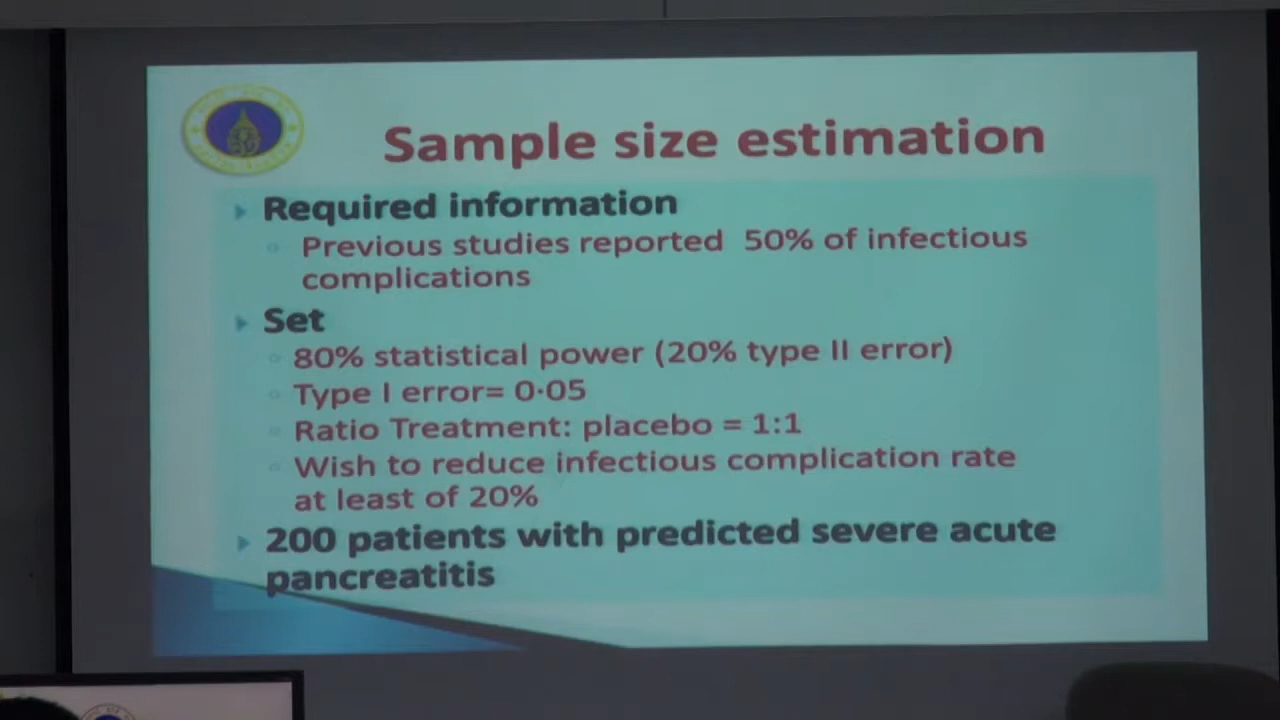 Sample size estimation
Required information
Previous studies reported 50% of infectious
complications
Set
80% statistical power (20% type II error)
Type I error= 0·05
Ratio Treatment: placebo = 1:1
Wish to reduce infectious complication rate
at least of 20%
200 patients with predicted severe acute
pancreatitis